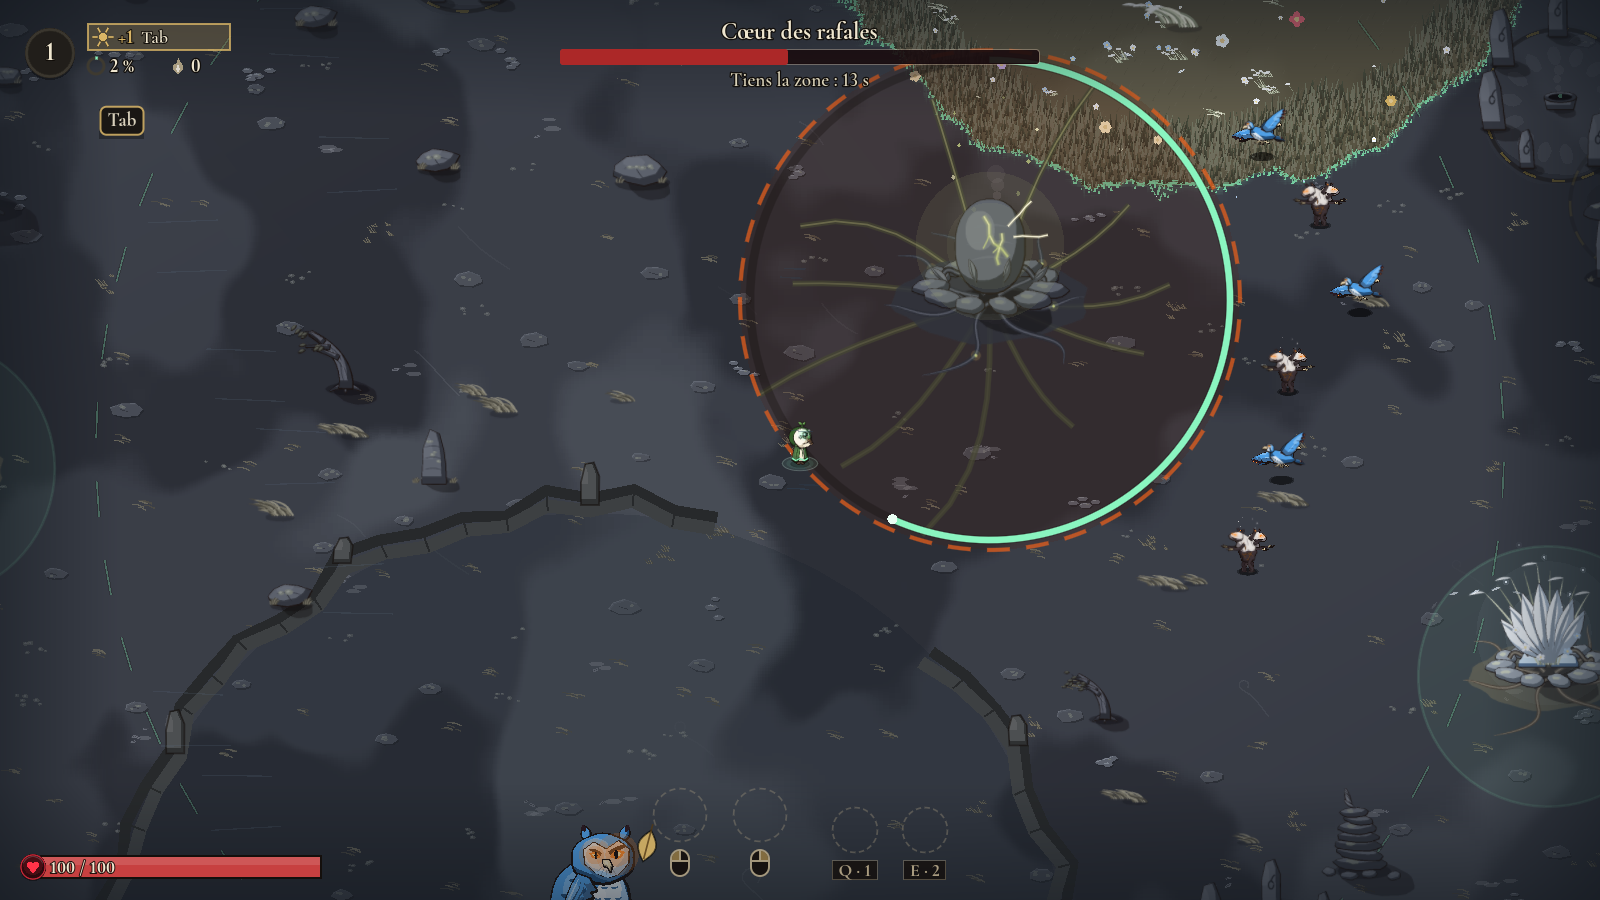 Cœur des rafales
1
+1 Tab
2 %
0
Tiens la zone : 13 s
Tab
100 / 100
Q · 1
E · 2